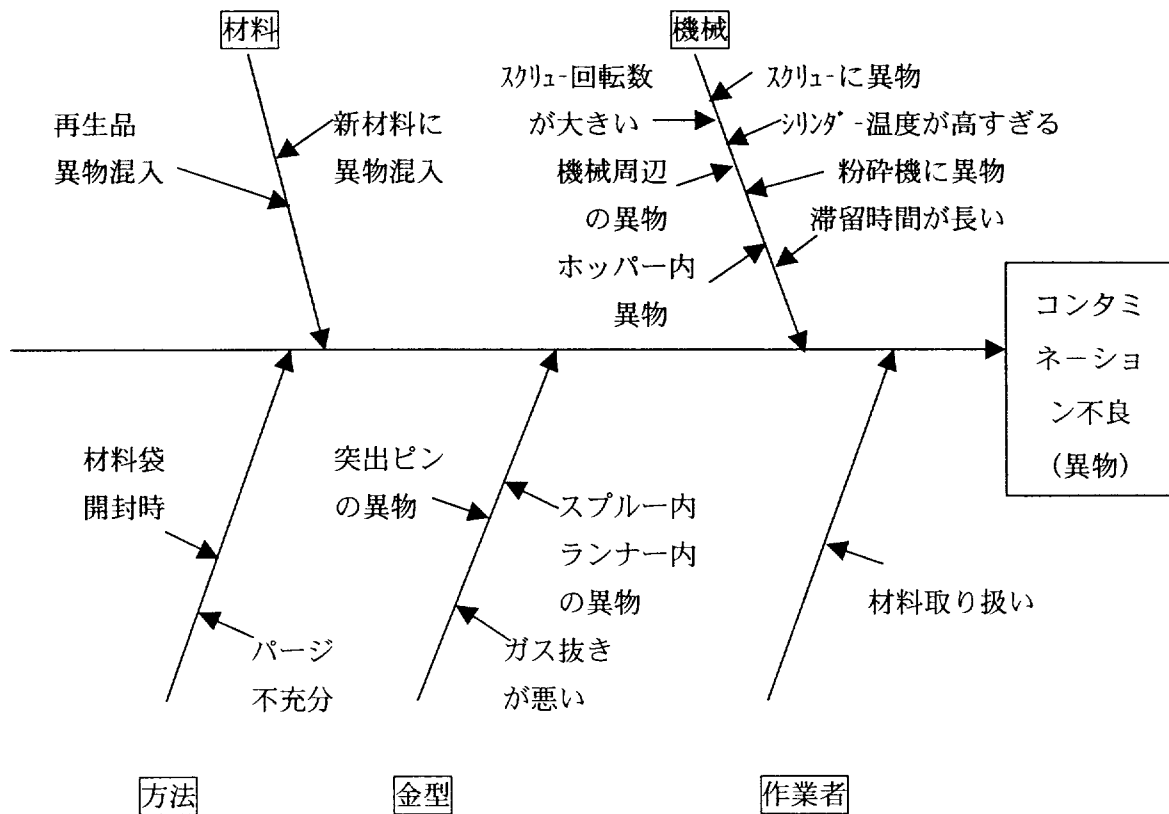 材料
再生品
異物混入
新材料に
異物混入
機械
ｽｸﾘｭｰ回転数
が大きい
機械周辺
の異物
ホッパー内
異物
ｽｸﾘｭｰに異物
ｼﾘﾝﾀﾞｰ温度が高すぎる
粉砕機に異物
滞留時間が長い
コンタミ
ネーショ
ン不良
(異物)
材料袋
開封時
パージ
不充分
方法
突出ピン
の異物
スプルー内
ランナー内
の異物
ガス抜き
が悪い
金型
材料取り扱い
作業者